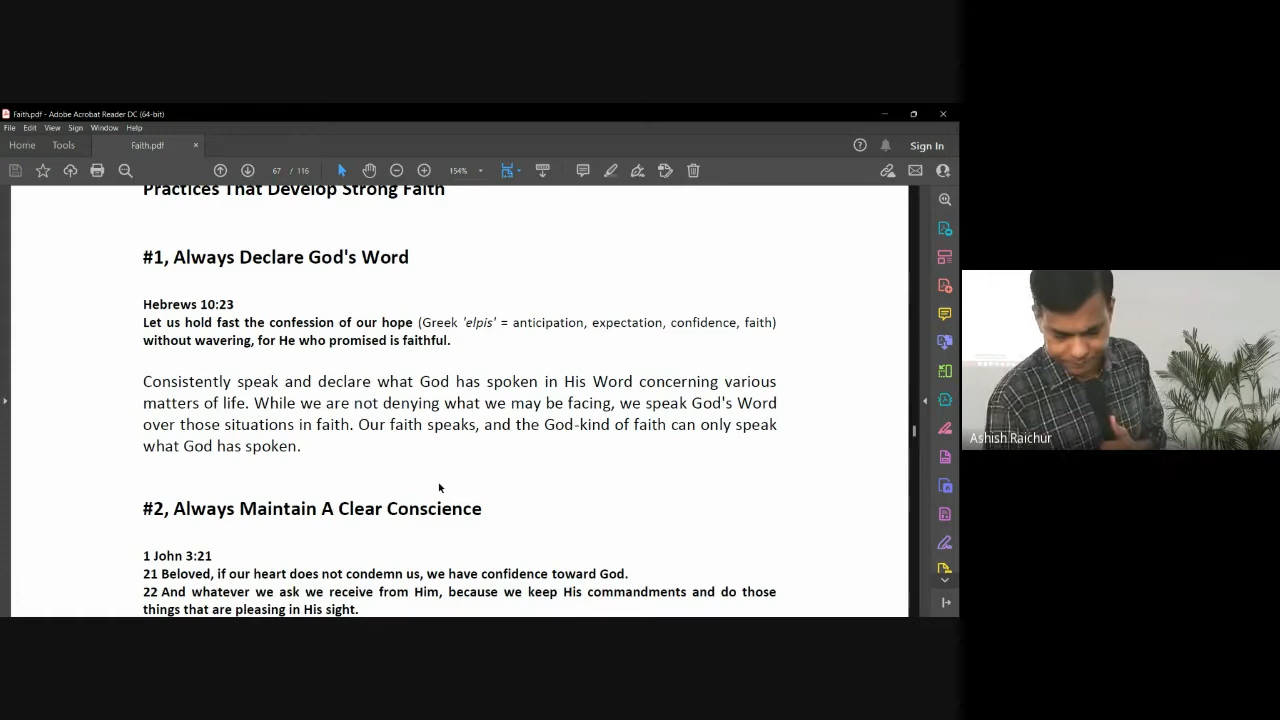 Faith.pdf - Adobe Acrobat Reader DC (64-bit)
File Edit View Sign Window Help
Home Tools Faith.pdf × Sign In
67 / 116 154%
Practices That Develop Strong Faith
#1, Always Declare God's Word
Hebrews 10:23
Let us hold fast the confession of our hope (Greek 'elpis' = anticipation, expectation, confidence, faith)
without wavering, for He who promised is faithful.
Consistently speak and declare what God has spoken in His Word concerning various
matters of life. While we are not denying what we may be facing, we speak God's Word
over those situations in faith. Our faith speaks, and the God-kind of faith can only speak
what God has spoken.
#2, Always Maintain A Clear Conscience
1 John 3:21
21 Beloved, if our heart does not condemn us, we have confidence toward God.
22 And whatever we ask we receive from Him, because we keep His commandments and do those
things that are pleasing in His sight.
Ashish Raichur